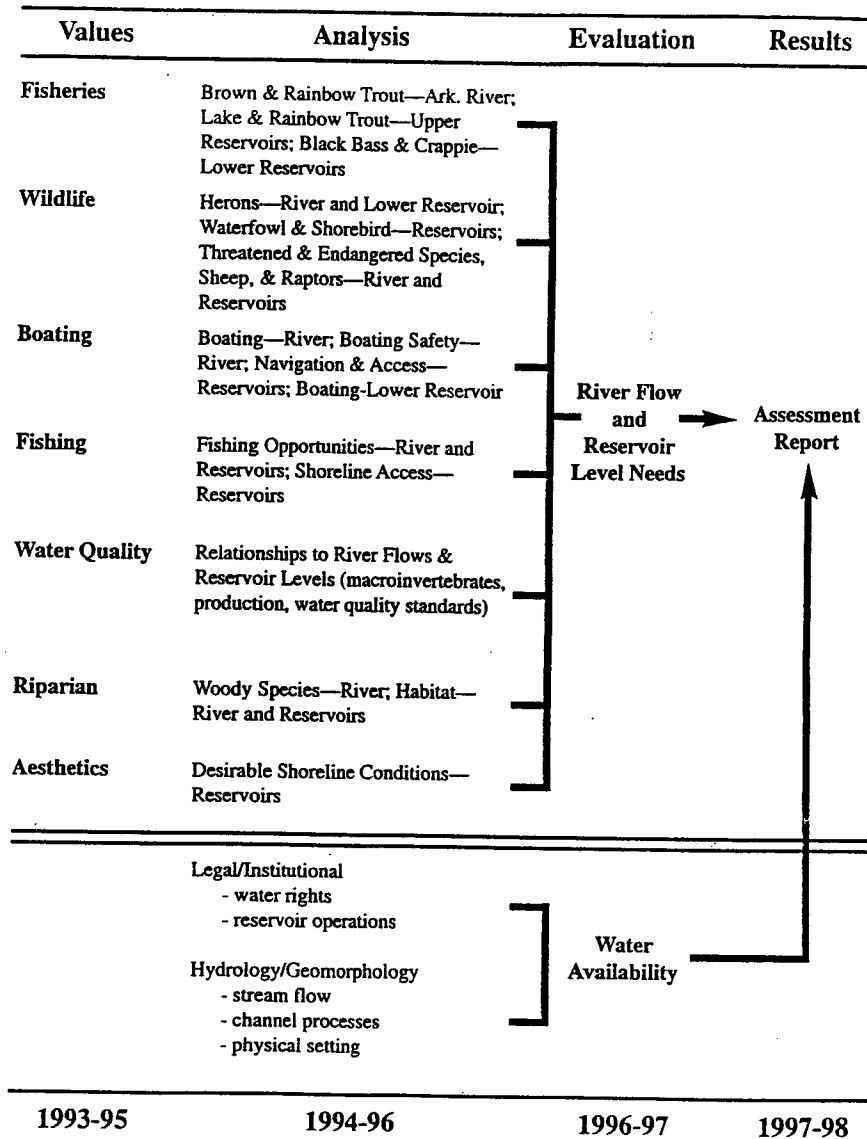 Values Analysis Evaluation Results
Fisheries
Brown & Rainbow Trout—Ark. River;
Lake & Rainbow Trout—Upper
Reservoirs; Black Bass & Crappie—
Lower Reservoirs
Wildlife
Herons—River and Lower Reservoir;
Waterfowl & Shorebird—Reservoirs;
Threatened & Endangered Species,
Sheep, & Raptors—River and
Reservoirs
Boating
Boating—River; Boating Safety—
River; Navigation & Access—
Reservoirs; Boating-Lower Reservoir
Fishing
Fishing Opportunities—River and
Reservoirs; Shoreline Access—
Reservoirs
Water Quality
Relationships to River Flows &
Reservoir Levels (macroinvertebrates,
production, water quality standards)
Riparian
Woody Species—River; Habitat—
River and Reservoirs
Aesthetics
Desirable Shoreline Conditions—
Reservoirs
River Flow
and
Reservoir
Level Needs
Assessment
Report
Legal/Institutional
- water rights
- reservoir operations
Hydrology/Geomorphology
- stream flow
- channel processes
- physical setting
Water
Availability
1993-95 1994-96 1996-97 1997-98